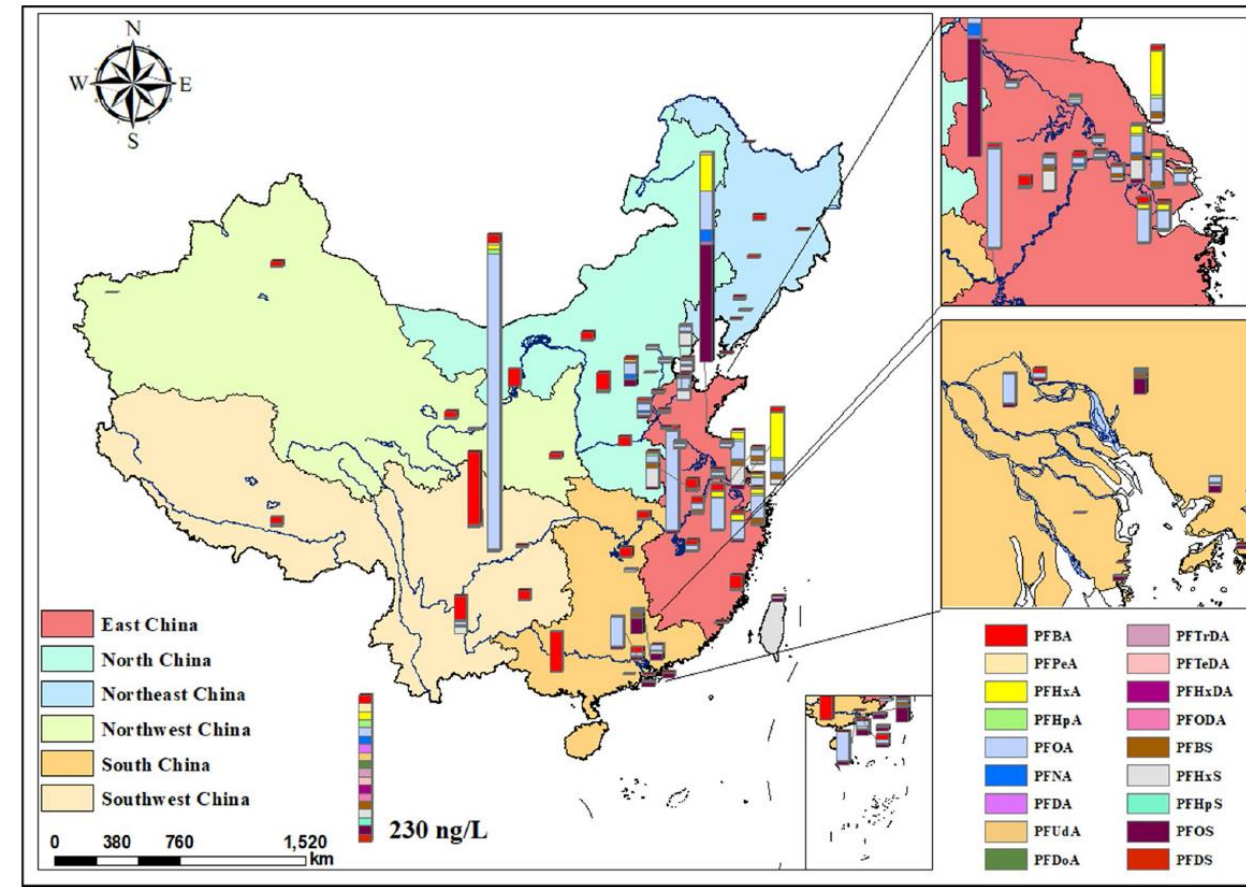 N
W E
S
East China
North China
Northeast China
Northwest China
South China
Southwest China
0 380 760 1,520
km
230 ng/L
PFBA
PFPeA
PFHxA
PFHpA
PFOA
PFNA
PFDA
PFUdA
PFDoA
PFTrDA
PFTeDA
PFHxDA
PFODA
PFBS
PFHxS
PFHpS
PFOS
PFDS